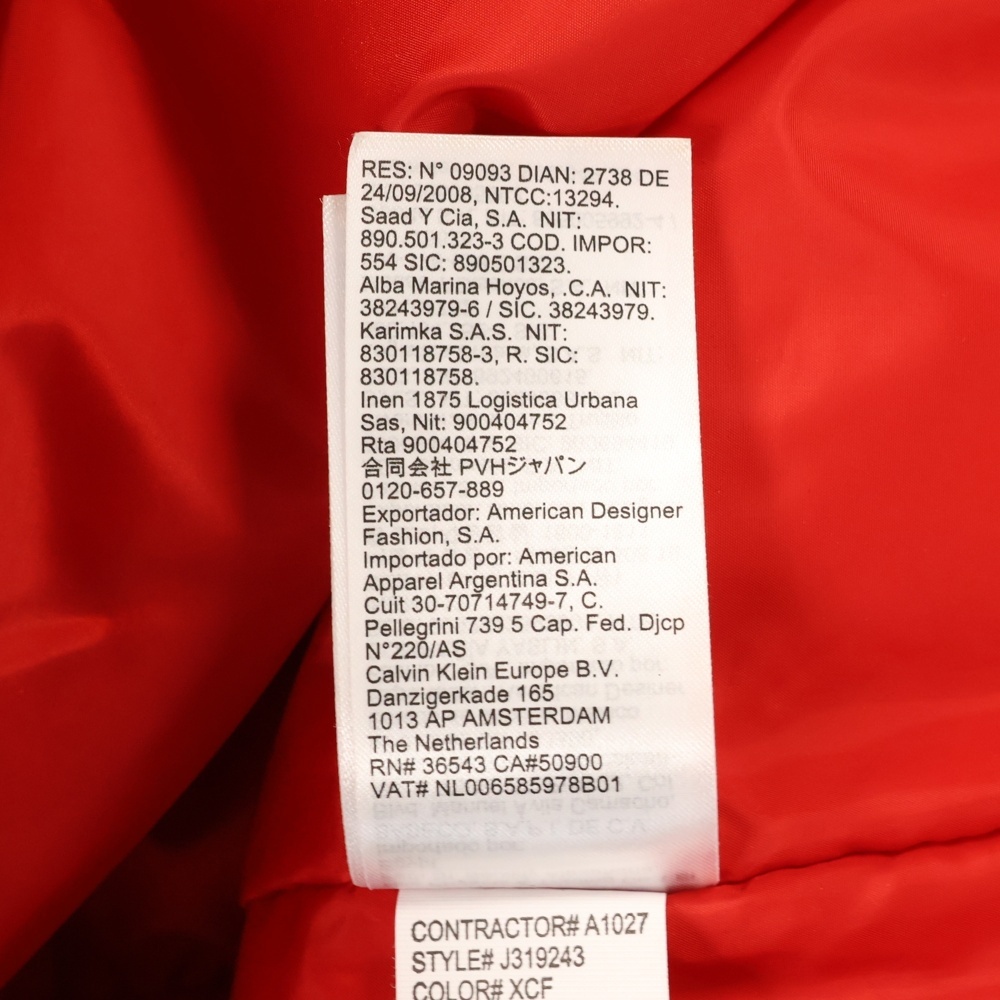 RES: N° 09093 DIAN: 2738 DE
24/09/2008, NTCC:13294.
Saad Y Cia, S.A. NIT:
890.501.323-3 COD. IMPOR:
554 SIC: 890501323.
Alba Marina Hoyos, .C.A. NIT:
38243979-6 / SIC. 38243979.
Karimka S.A.S. NIT:
830118758-3, R. SIC:
830118758.
Inen 1875 Logistica Urbana
Sas, Nit: 900404752
Rta 900404752
合同会社 PVHジャパン
0120-657-889
Exportador: American Designer
Fashion, S.A.
Importado por: American
Apparel Argentina S.A.
Cuit 30-70714749-7, C.
Pellegrini 739 5 Cap. Fed. Djcp
N°220/AS
Calvin Klein Europe B.V.
Danzigerkade 165
1013 AP AMSTERDAM
The Netherlands
RN# 36543 CA#50900
VAT# NL006585978B01
CONTRACTOR# A1027
STYLE# J319243
COLOR# XCF